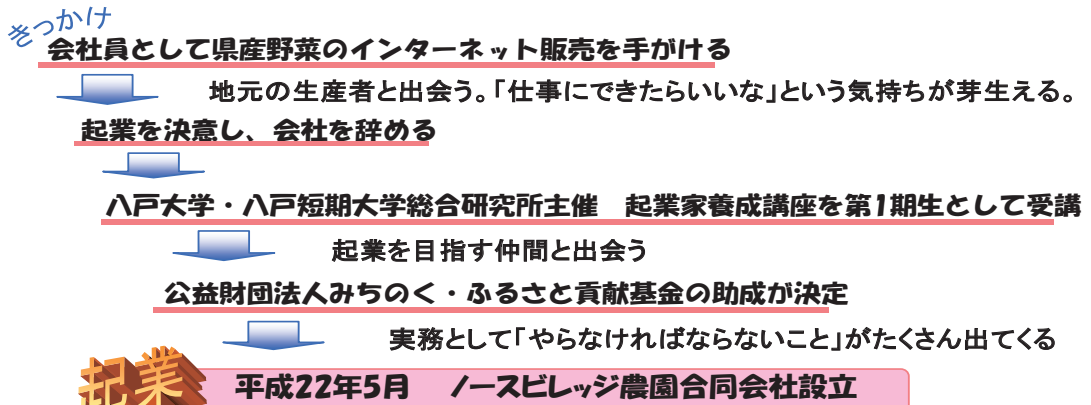 きっかけ
会社員として県産野菜のインターネット販売を手がける
地元の生産者と出会う。「仕事にできたらいいな」という気持ちが芽生える。
起業を決意し、会社を辞める
八戸大学・八戸短期大学総合研究所主催　起業家養成講座を第1期生として受講
起業を目指す仲間と出会う
公益財団法人みちのく・ふるさと貢献基金の助成が決定
実務として「やらなければならないこと」がたくさん出てくる
起業
平成22年5月　ノースビレッジ農園合同会社設立